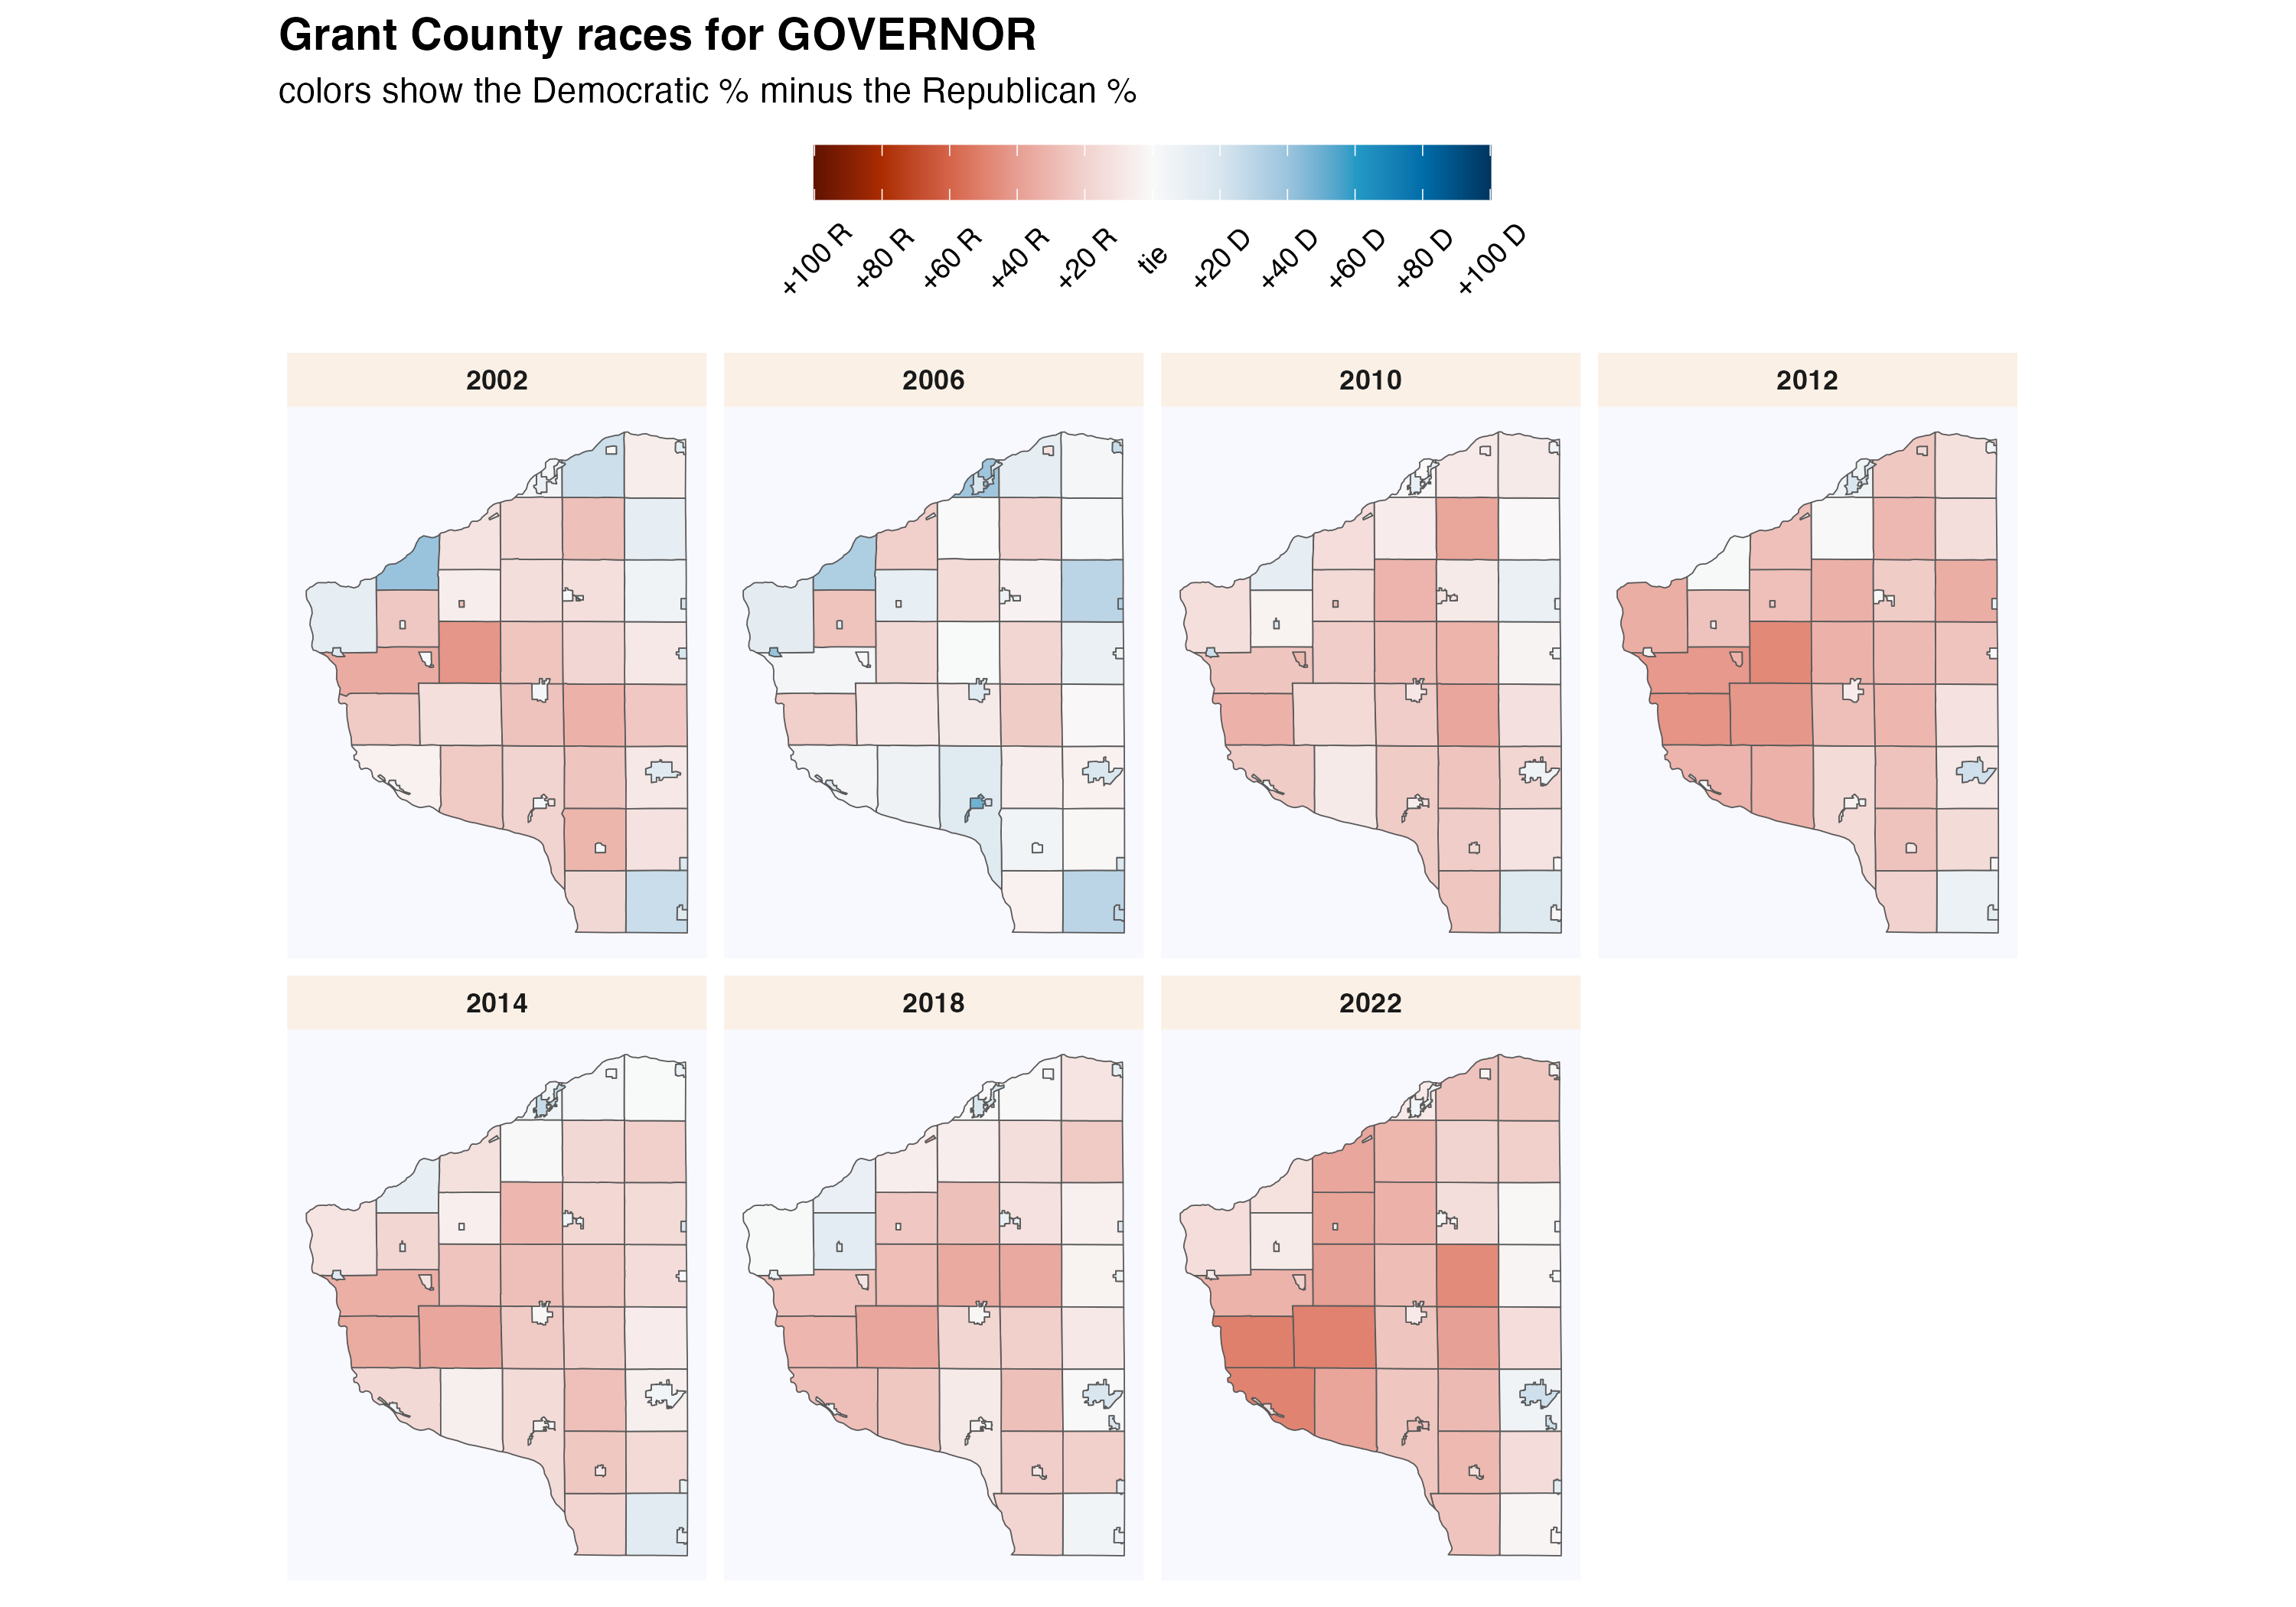 Grant County races for GOVERNOR
colors show the Democratic % minus the Republican %
+100 R
+80 R
+60 R
+40 R
+20 R
tie
+20 D
+40 D
+60 D
+80 D
+100 D
2002
2006
2010
2012
2014
2018
2022